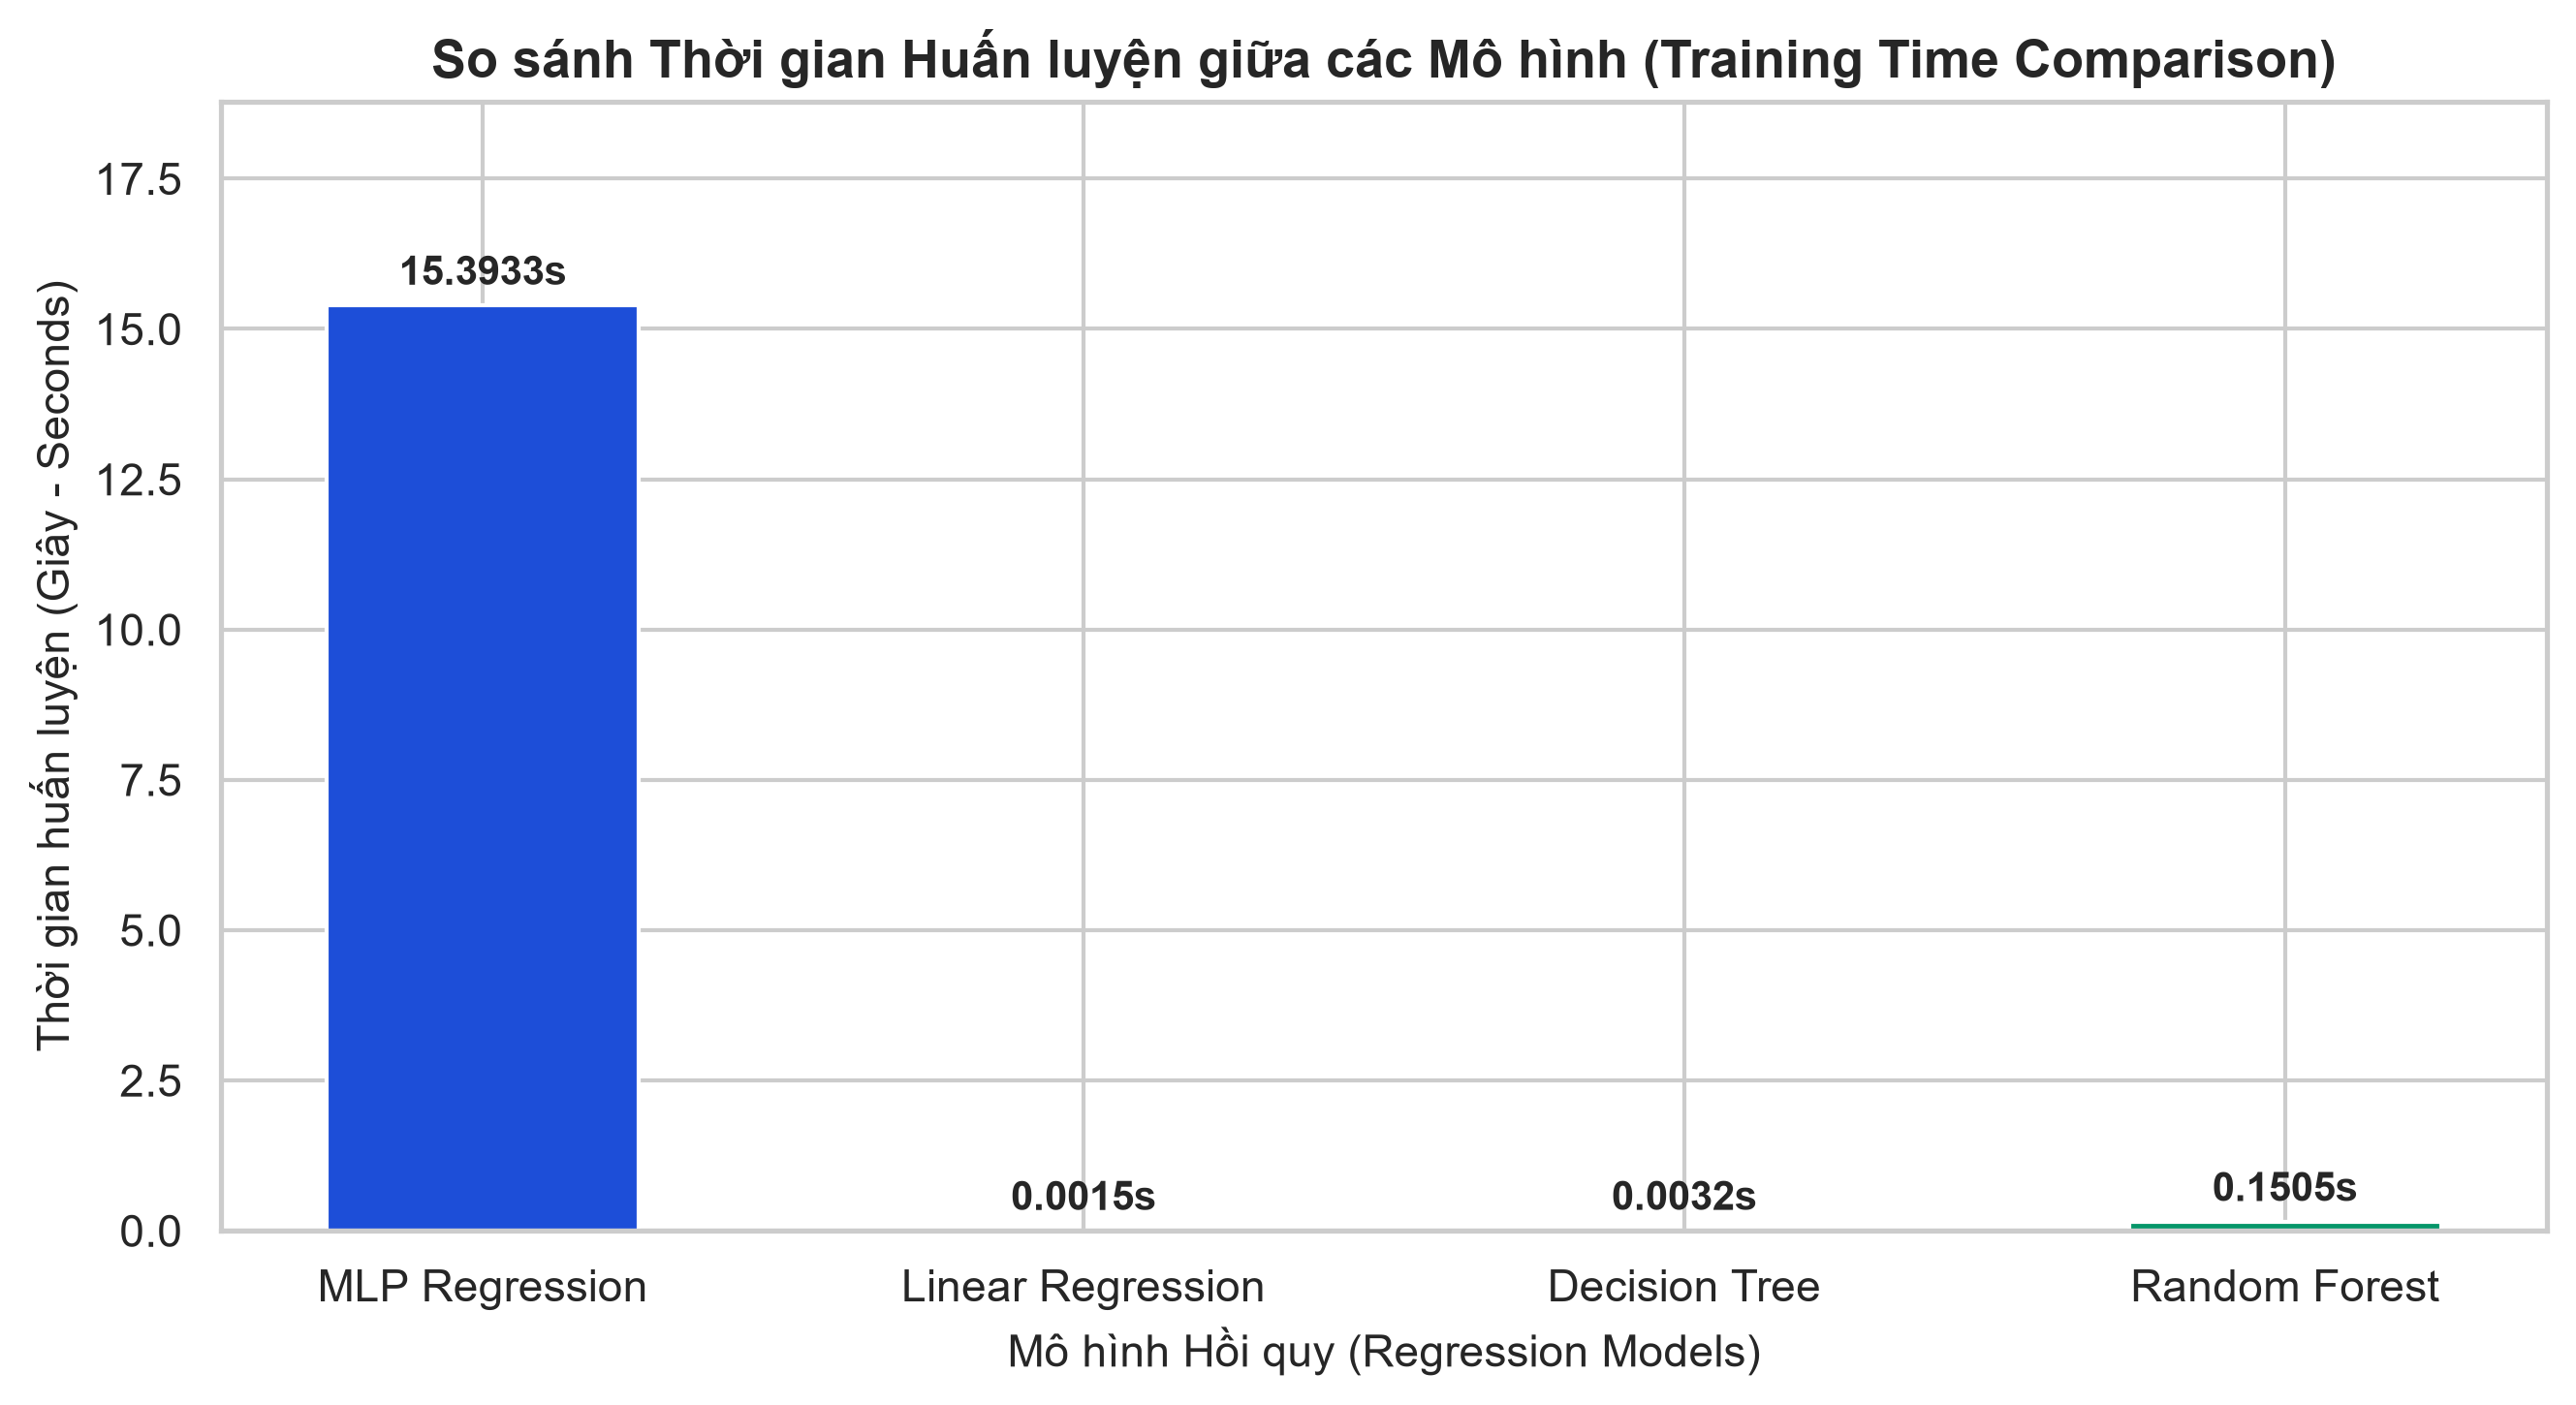 So sánh Thời gian Huấn luyện giữa các Mô hình (Training Time Comparison)
Thời gian huấn luyện (Giây - Seconds)
17.5
15.0
12.5
10.0
7.5
5.0
2.5
0.0
15.3933s
0.0015s
0.0032s
0.1505s
MLP Regression
Linear Regression
Decision Tree
Random Forest
Mô hình Hồi quy (Regression Models)